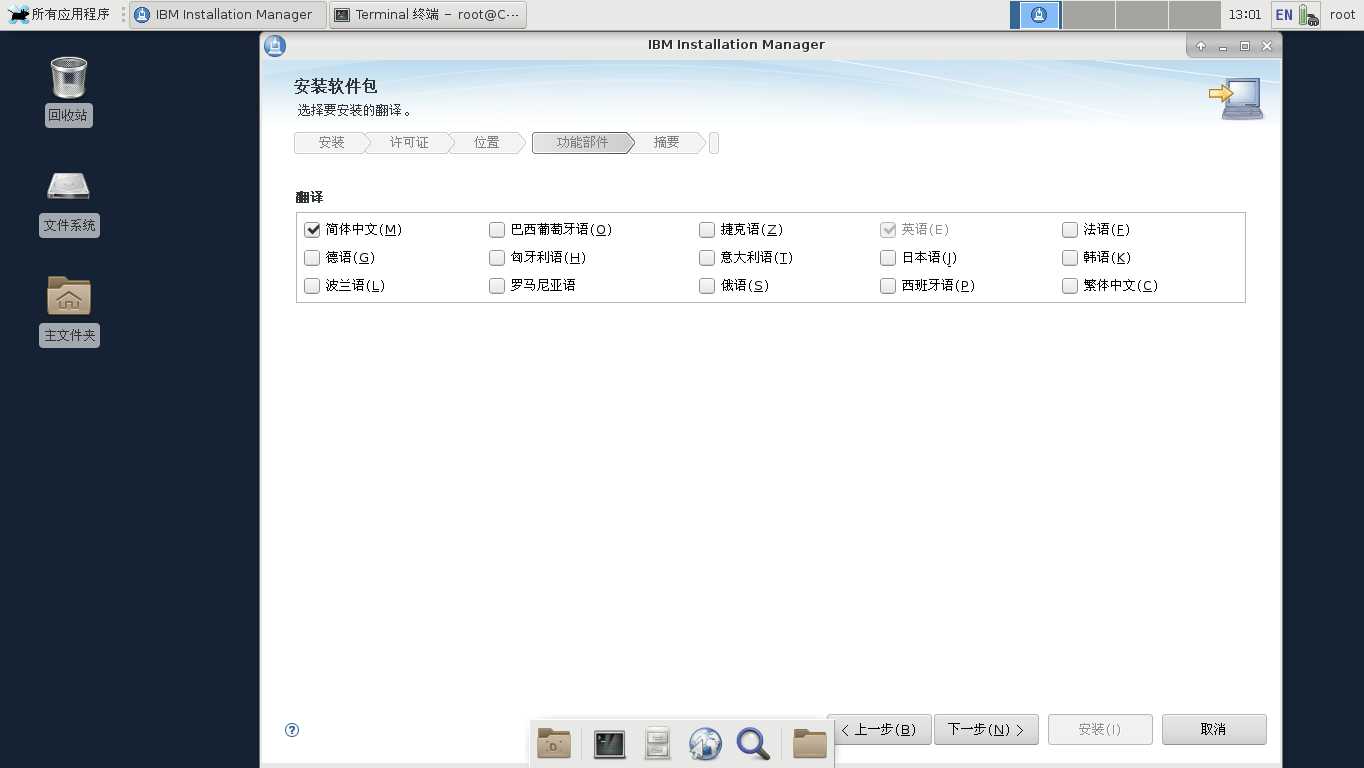 所有应用程序 IBM Installation Manager Terminal 终端 - root@C··· 13:01 EN root
IBM Installation Manager
回收站
文件系统
主文件夹
安装软件包
选择要安装的翻译。
安装 许可证 位置 功能部件 摘要
翻译
简体中文(M) 巴西葡萄牙语(O) 捷克语(Z) 英语(E) 法语(F)
德语(G) 匈牙利语(H) 意大利语(T) 日本语(J) 韩语(K)
波兰语(L) 罗马尼亚语 俄语(S) 西班牙语(P) 繁体中文(C)
? < 上一步(B) 下一步(N) > 安装(I) 取消